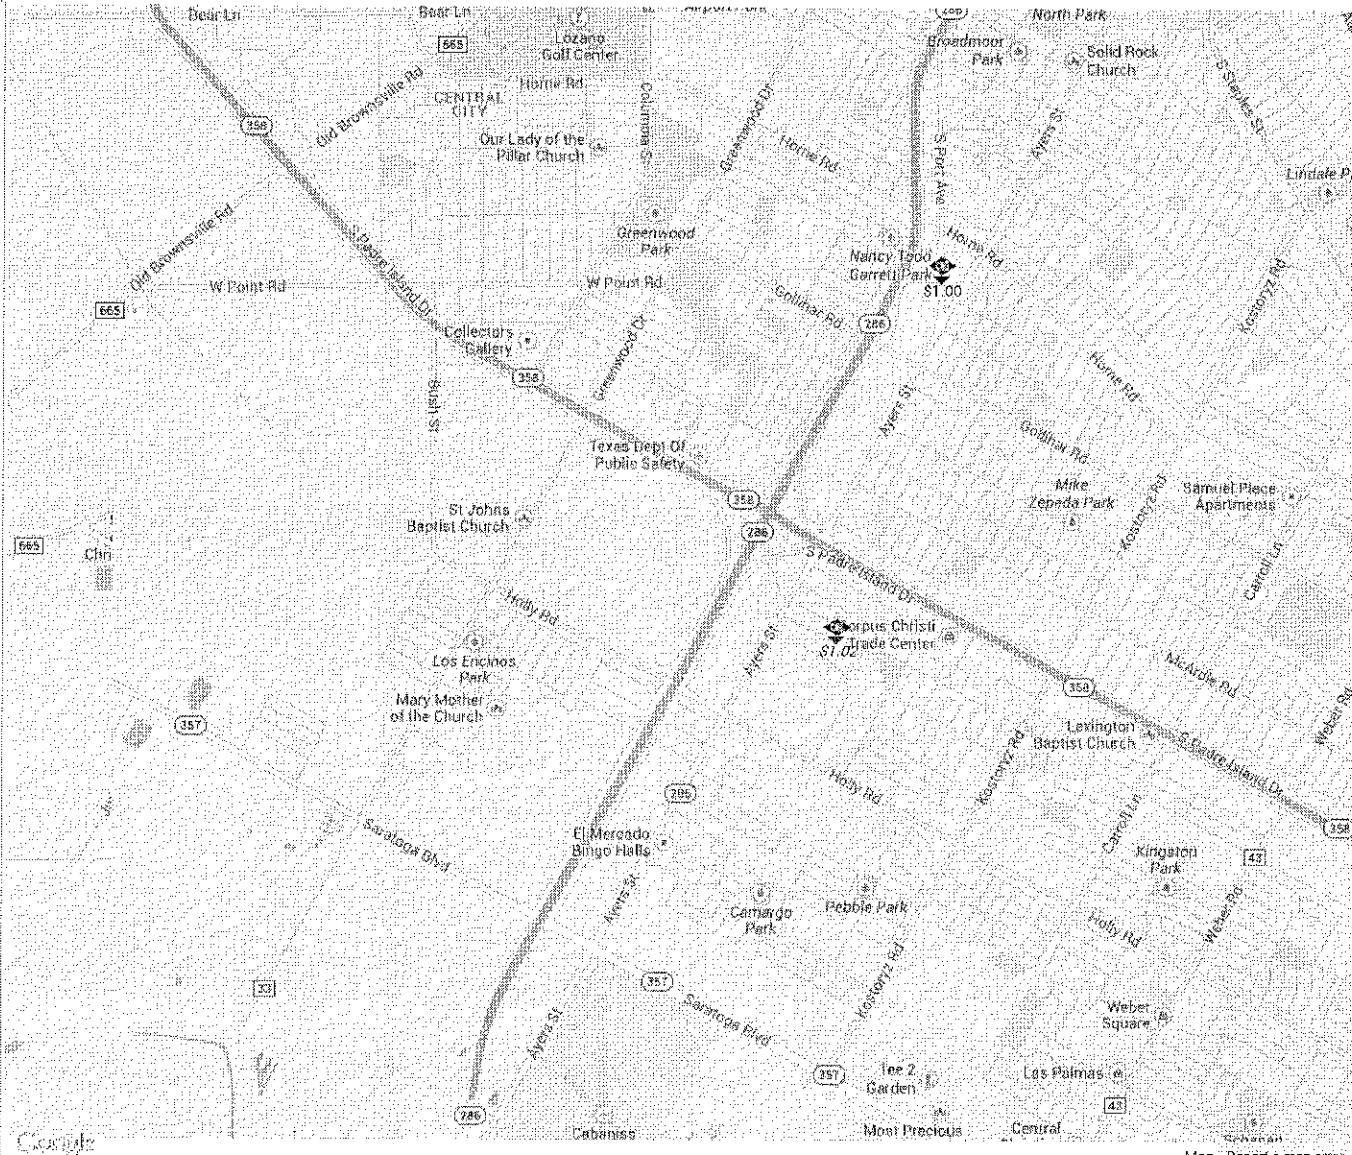 Bear Ln
Bear Ln
North Park
665
Lozano
Golf Center
Broadmoor
Park
Solid Rock
Church
Horne Rd
CENTRAL
CITY
Old Brownsville Rd
Columbia St
Greenwood Dr
S Staples St
358
Our Lady of the
Pillar Church
Horne Rd
S Port Ave
Ayers St
Old Brownsville Rd
Greenwood
Park
Nancy Todd
Garrett Park
Horne Rd
$1.00
W Point Rd
S Padre Island Dr
W Point Rd
Gollihar Rd
286
Kostoryz Rd
665
Collectors
Gallery
Greenwood Dr
358
Bush St
Ayers St
Horne Rd
Gollihar Rd
Texas Dept Of
Public Safety
358
Mike
Zepeda Park
Samuel Place
Apartments
St Johns
Baptist Church
286
Kostoryz Rd
665
Chri
S Padre Island Dr
Carroll Ln
Holly Rd
Ayers St
orpus Christi
Trade Center
$1.02
Los Encinos
Park
McArdle Rd
358
Mary Mother
of the Church
357
Lexington
Baptist Church
Weber Rd
S Padre Island Dr
Kostoryz Rd
Holly Rd
286
358
Saratoga Blvd
El Mercado
Bingo Halls
Carroll Ln
Kingston
Park
43
Ayers St
Camargo
Park
Pebble Park
Holly Rd
Weber Rd
33
357
Saratoga Blvd
Kostoryz Rd
Weber
Square
Ayers St
357
Tee 2
Garden
Las Palmas
43
286
Cabaniss
Most Precious
Central
Google